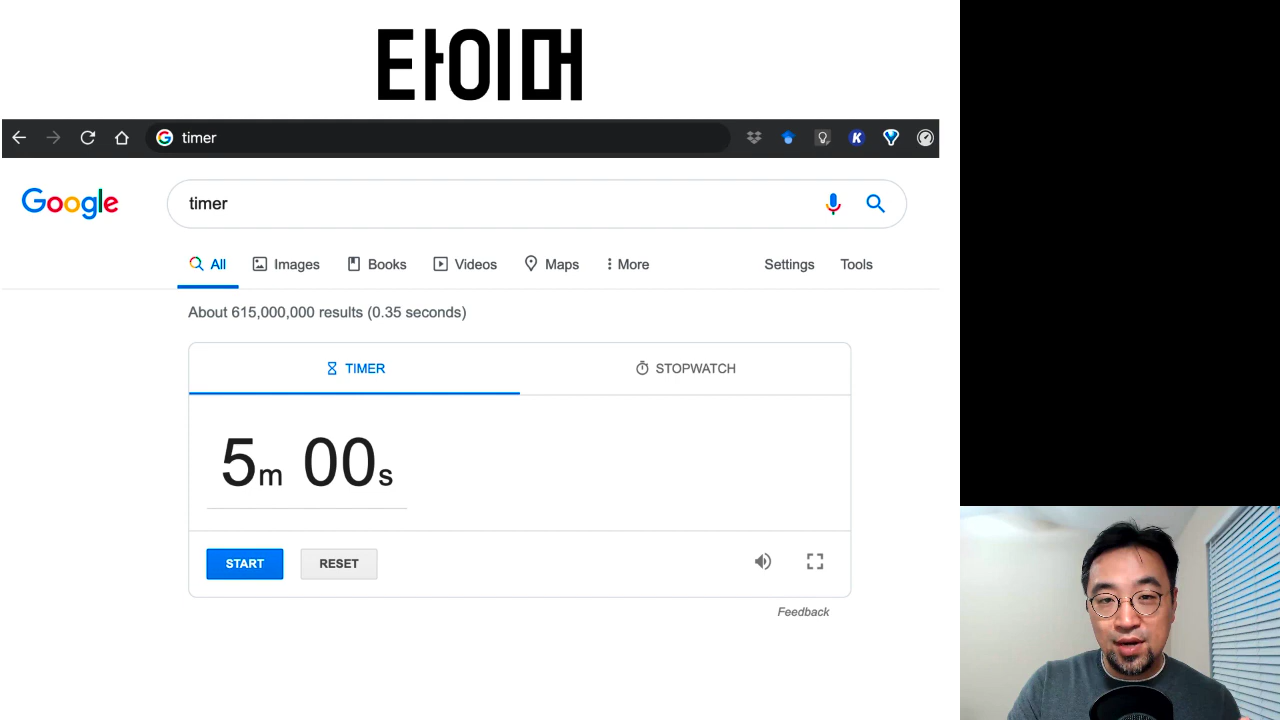 타이머
timer
Google
timer
All
Images
Books
Videos
Maps
More
Settings
Tools
About 615,000,000 results (0.35 seconds)
TIMER
STOPWATCH
5m 00s
START
RESET
Feedback